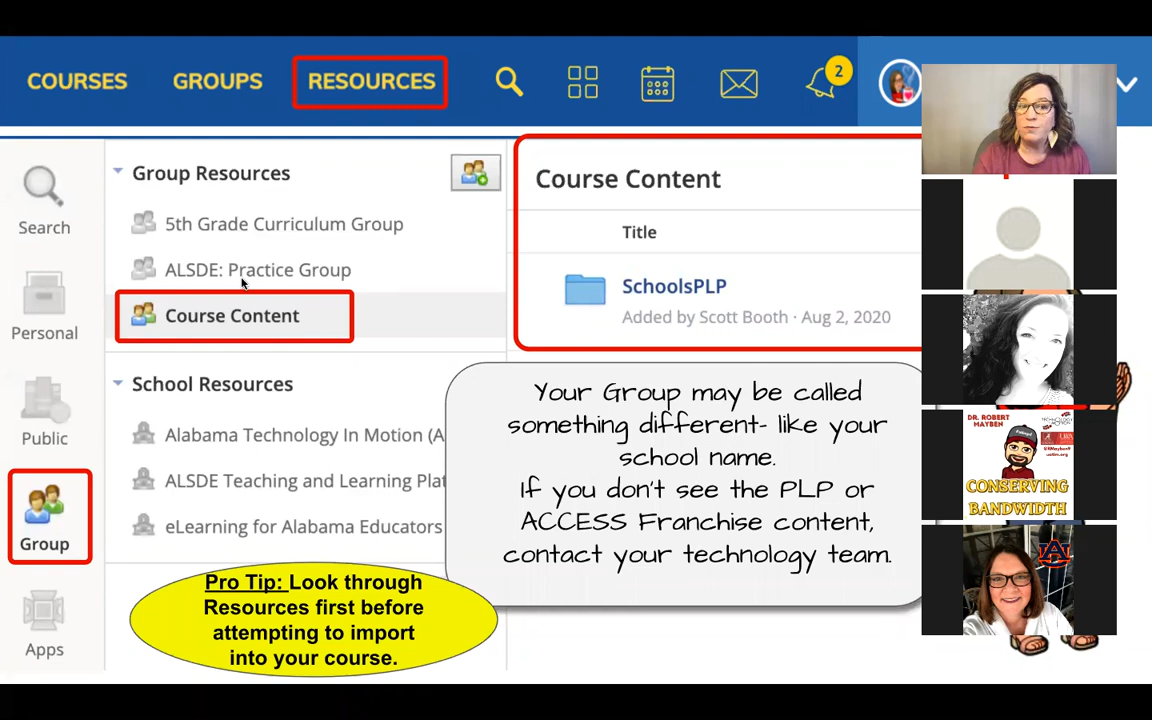 COURSES GROUPS RESOURCES 2
Search
Personal
Public
Group
Apps
Group Resources
5th Grade Curriculum Group
ALSDE: Practice Group
Course Content
School Resources
Alabama Technology In Motion (A
ALSDE Teaching and Learning Plat
eLearning for Alabama Educators
Course Content
Title
SchoolsPLP
Added by Scott Booth · Aug 2, 2020
Your Group may be called
something different- like your
school name.
If you don't see the PLP or
ACCESS Franchise content,
contact your technology team.
Pro Tip: Look through
Resources first before
attempting to import
into your course.
DR. ROBERT
MAYBEN
CONSERVING
BANDWIDTH